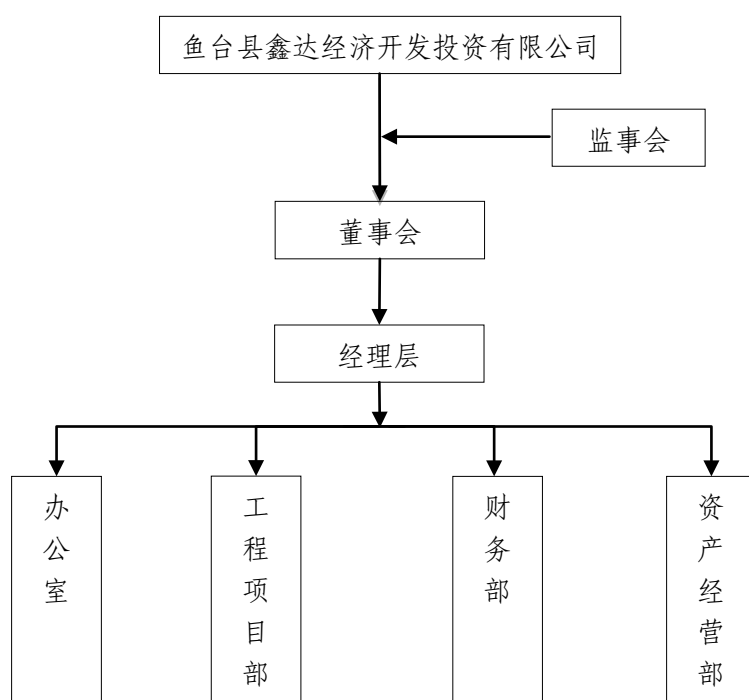 鱼台县鑫达经济开发投资有限公司
监事会
董事会
经理层
办公室
工程项目部
财务部
资产经营部